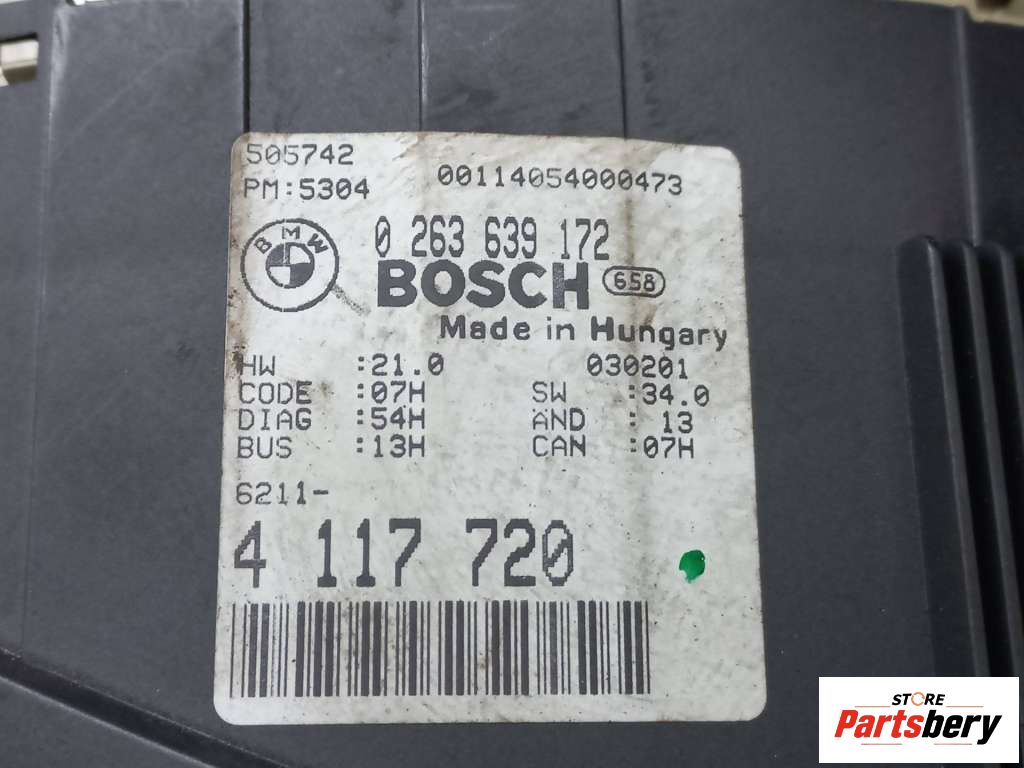 505742
PM:5304 00114054000473
BMW 0 263 639 172
BOSCH 658
Made in Hungary
HW :21.0 030201
CODE :07H SW :34.0
DIAG :54H AND : 13
BUS :13H CAN :07H
6211-
4 117 720
STORE
Partsbery